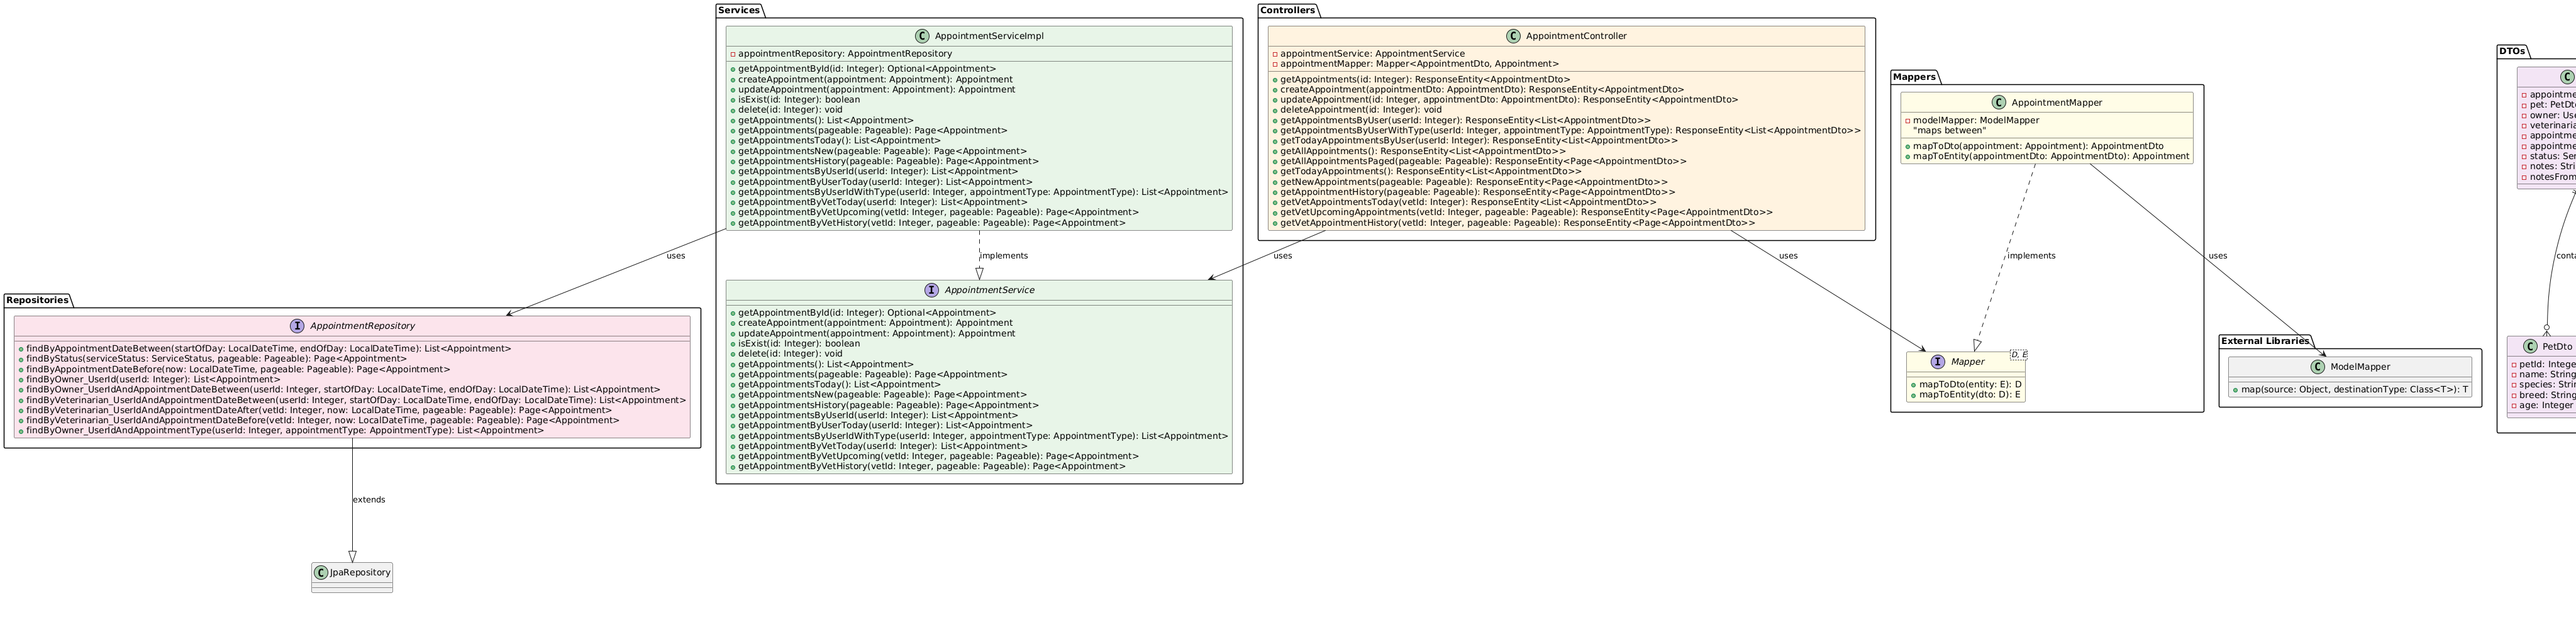 Services
C AppointmentServiceImpl
appointmentRepository: AppointmentRepository
getAppointmentById(id: Integer): Optional<Appointment>
createAppointment(appointment: Appointment): Appointment
updateAppointment(appointment: Appointment): Appointment
isExist(id: Integer): boolean
delete(id: Integer): void
getAppointments(): List<Appointment>
getAppointments(pageable: Pageable): Page<Appointment>
getAppointmentsToday(): List<Appointment>
getAppointmentsNew(pageable: Pageable): Page<Appointment>
getAppointmentsHistory(pageable: Pageable): Page<Appointment>
getAppointmentsByUserId(userId: Integer): List<Appointment>
getAppointmentByUserToday(userId: Integer): List<Appointment>
getAppointmentsByUserIdWithType(userId: Integer, appointmentType: AppointmentType): List<Appointment>
getAppointmentByVetToday(userId: Integer): List<Appointment>
getAppointmentByVetUpcoming(vetId: Integer, pageable: Pageable): Page<Appointment>
getAppointmentByVetHistory(vetId: Integer, pageable: Pageable): Page<Appointment>
Controllers
C AppointmentController
appointmentService: AppointmentService
appointmentMapper: Mapper<AppointmentDto, Appointment>
getAppointments(id: Integer): ResponseEntity<AppointmentDto>
createAppointment(appointmentDto: AppointmentDto): ResponseEntity<AppointmentDto>
updateAppointment(id: Integer, appointmentDto: AppointmentDto): ResponseEntity<AppointmentDto>
deleteAppointment(id: Integer): void
getAppointmentsByUser(userId: Integer): ResponseEntity<List<AppointmentDto>>
getAppointmentsByUserWithType(userId: Integer, appointmentType: AppointmentType): ResponseEntity<List<AppointmentDto>>
getTodayAppointmentsByUser(userId: Integer): ResponseEntity<List<AppointmentDto>>
getAllAppointments(): ResponseEntity<List<AppointmentDto>>
getAllAppointmentsPaged(pageable: Pageable): ResponseEntity<Page<AppointmentDto>>
getTodayAppointments(): ResponseEntity<List<AppointmentDto>>
getNewAppointments(pageable: Pageable): ResponseEntity<Page<AppointmentDto>>
getAppointmentHistory(pageable: Pageable): ResponseEntity<Page<AppointmentDto>>
getVetAppointmentsToday(vetId: Integer): ResponseEntity<List<AppointmentDto>>
getVetUpcomingAppointments(vetId: Integer, pageable: Pageable): ResponseEntity<Page<AppointmentDto>>
getVetAppointmentHistory(vetId: Integer, pageable: Pageable): ResponseEntity<Page<AppointmentDto>>
Mappers
C AppointmentMapper
modelMapper: ModelMapper
"maps between"
mapToDto(appointment: Appointment): AppointmentDto
mapToEntity(appointmentDto: AppointmentDto): Appointment
DTOs
C
appointme
pet: PetDt
owner: Use
veterinaria
appointme
appointme
status: Ser
notes: Stri
notesFrom
uses
implements
uses
uses
implements
uses
conta
Repositories
I AppointmentRepository
findByAppointmentDateBetween(startOfDay: LocalDateTime, endOfDay: LocalDateTime): List<Appointment>
findByStatus(serviceStatus: ServiceStatus, pageable: Pageable): Page<Appointment>
findByAppointmentDateBefore(now: LocalDateTime, pageable: Pageable): Page<Appointment>
findByOwner_UserId(userId: Integer): List<Appointment>
findByOwner_UserIdAndAppointmentDateBetween(userId: Integer, startOfDay: LocalDateTime, endOfDay: LocalDateTime): List<Appointment>
findByVeterinarian_UserIdAndAppointmentDateBetween(userId: Integer, startOfDay: LocalDateTime, endOfDay: LocalDateTime): List<Appointment>
findByVeterinarian_UserIdAndAppointmentDateAfter(vetId: Integer, now: LocalDateTime, pageable: Pageable): Page<Appointment>
findByVeterinarian_UserIdAndAppointmentDateBefore(vetId: Integer, now: LocalDateTime, pageable: Pageable): Page<Appointment>
findByOwner_UserIdAndAppointmentType(userId: Integer, appointmentType: AppointmentType): List<Appointment>
I AppointmentService
getAppointmentById(id: Integer): Optional<Appointment>
createAppointment(appointment: Appointment): Appointment
updateAppointment(appointment: Appointment): Appointment
isExist(id: Integer): boolean
delete(id: Integer): void
getAppointments(): List<Appointment>
getAppointments(pageable: Pageable): Page<Appointment>
getAppointmentsToday(): List<Appointment>
getAppointmentsNew(pageable: Pageable): Page<Appointment>
getAppointmentsHistory(pageable: Pageable): Page<Appointment>
getAppointmentsByUserId(userId: Integer): List<Appointment>
getAppointmentByUserToday(userId: Integer): List<Appointment>
getAppointmentsByUserIdWithType(userId: Integer, appointmentType: AppointmentType): List<Appointment>
getAppointmentByVetToday(userId: Integer): List<Appointment>
getAppointmentByVetUpcoming(vetId: Integer, pageable: Pageable): Page<Appointment>
getAppointmentByVetHistory(vetId: Integer, pageable: Pageable): Page<Appointment>
I Mapper D, E
mapToDto(entity: E): D
mapToEntity(dto: D): E
External Libraries
C ModelMapper
map(source: Object, destinationType: Class<T>): T
C PetDto
petId: Intege
name: String
species: Strin
breed: String
age: Integer
extends
C JpaRepository